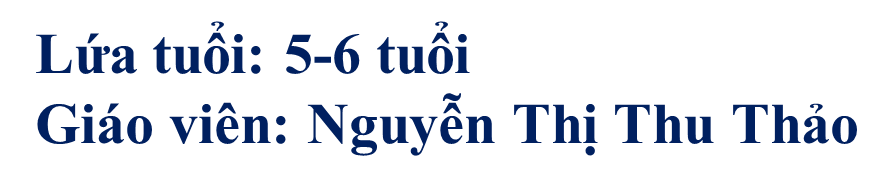 Lứa tuổi: 5-6 tuổi
Giáo viên: Nguyễn Thị Thu Thảo